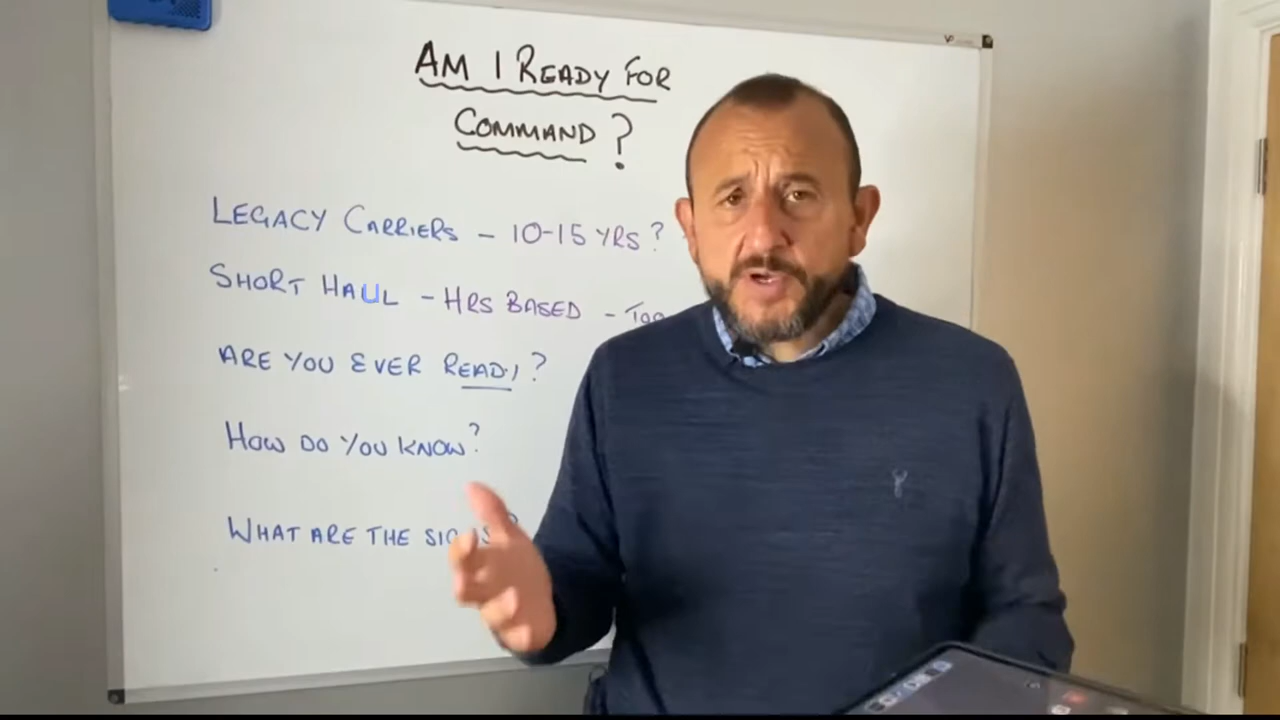 AM I READY FOR
COMMAND?
LEGACY CARRIERS - 10-15 YRS?
SHORT HAUL - HRS BASED -
ARE YOU EVER READY?
HOW DO YOU KNOW?
WHAT ARE THE SIGNS?